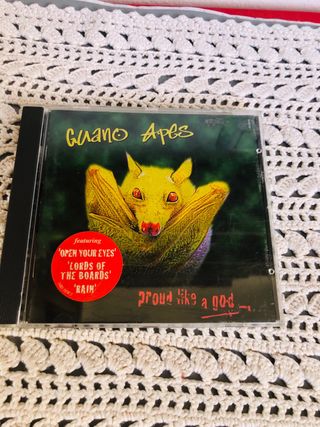 Guano Apes
featuring
'OPEN YOUR EYES'
'LORDS OF
THE BOARDS'
'RAIN'
proud like a god